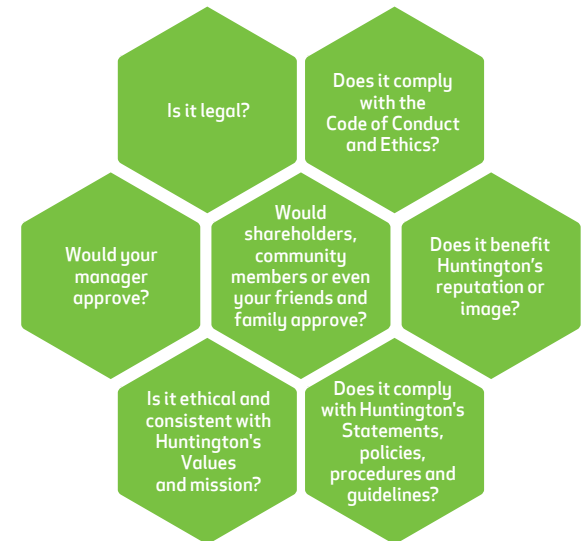 Is it legal?
Does it comply
with the
Code of Conduct
and Ethics?
Would your
manager
approve?
Would
shareholders,
community
members or even
your friends and
family approve?
Does it benefit
Huntington’s
reputation or
image?
Is it ethical and
consistent with
Huntington's
Values
and mission?
Does it comply
with Huntington's
Statements,
policies,
procedures and
guidelines?